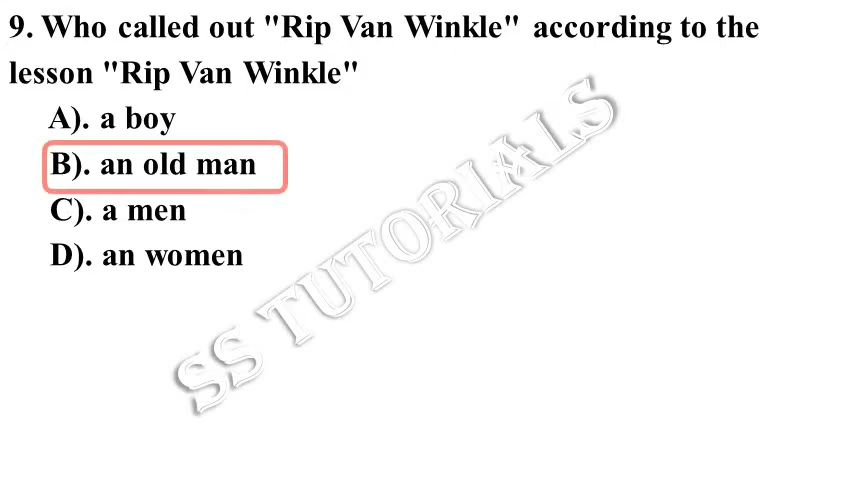 9. Who called out "Rip Van Winkle" according to the
lesson "Rip Van Winkle"
A). a boy
B). an old man
C). a men
D). an women
SS TUTORIALS